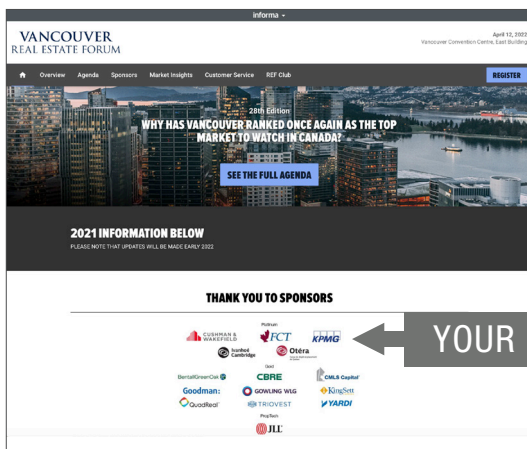 informa
VANCOUVER
REAL ESTATE FORUM
April 12, 2022
Vancouver Convention Centre, East Building
Overview Agenda Sponsors Market Insights Customer Service REF Club
REGISTER
28th Edition
WHY HAS VANCOUVER RANKED ONCE AGAIN AS THE TOP
MARKET TO WATCH IN CANADA?
SEE THE FULL AGENDA
2021 INFORMATION BELOW
PLEASE NOTE THAT UPDATES WILL BE MADE EARLY 2022
THANK YOU TO SPONSORS
Platinum
CUSHMAN & WAKEFIELD
FCT
KPMG
YOUR
Ivanhoé Cambridge
Otéra
Gold
BentallGreenOak
CBRE
CMLS Capital
Goodman:
GOWLING WLG
KingSett
QuadReal
TRIOVEST
YARDI
PropTech
JLL